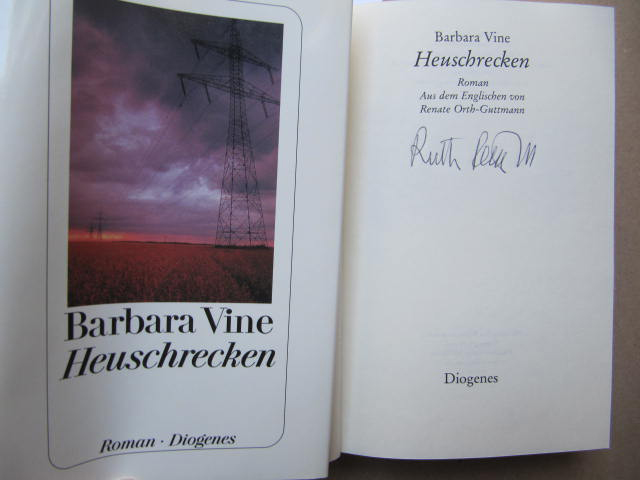 Barbara Vine
Heuschrecken
Roman · Diogenes
Barbara Vine
Heuschrecken
Roman
Aus dem Englischen von
Renate Orth-Guttmann
Ruth
Diogenes